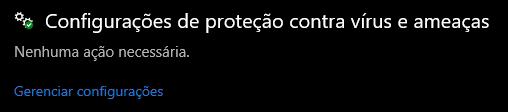 Configurações de proteção contra vírus e ameaças
Nenhuma ação necessária.
Gerenciar configurações